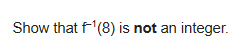 Show that f⁻¹(8) is not an integer.